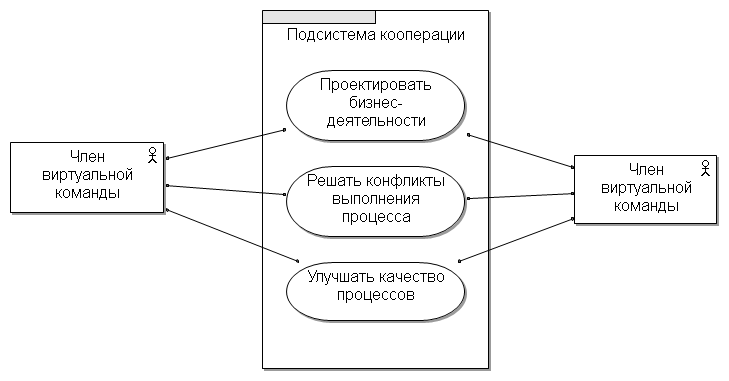 Подсистема кооперации
Проектировать
бизнес-
деятельности
Член
виртуальной
команды
Решать конфликты
выполнения
процесса
Член
виртуальной
команды
Улучшать качество
процессов